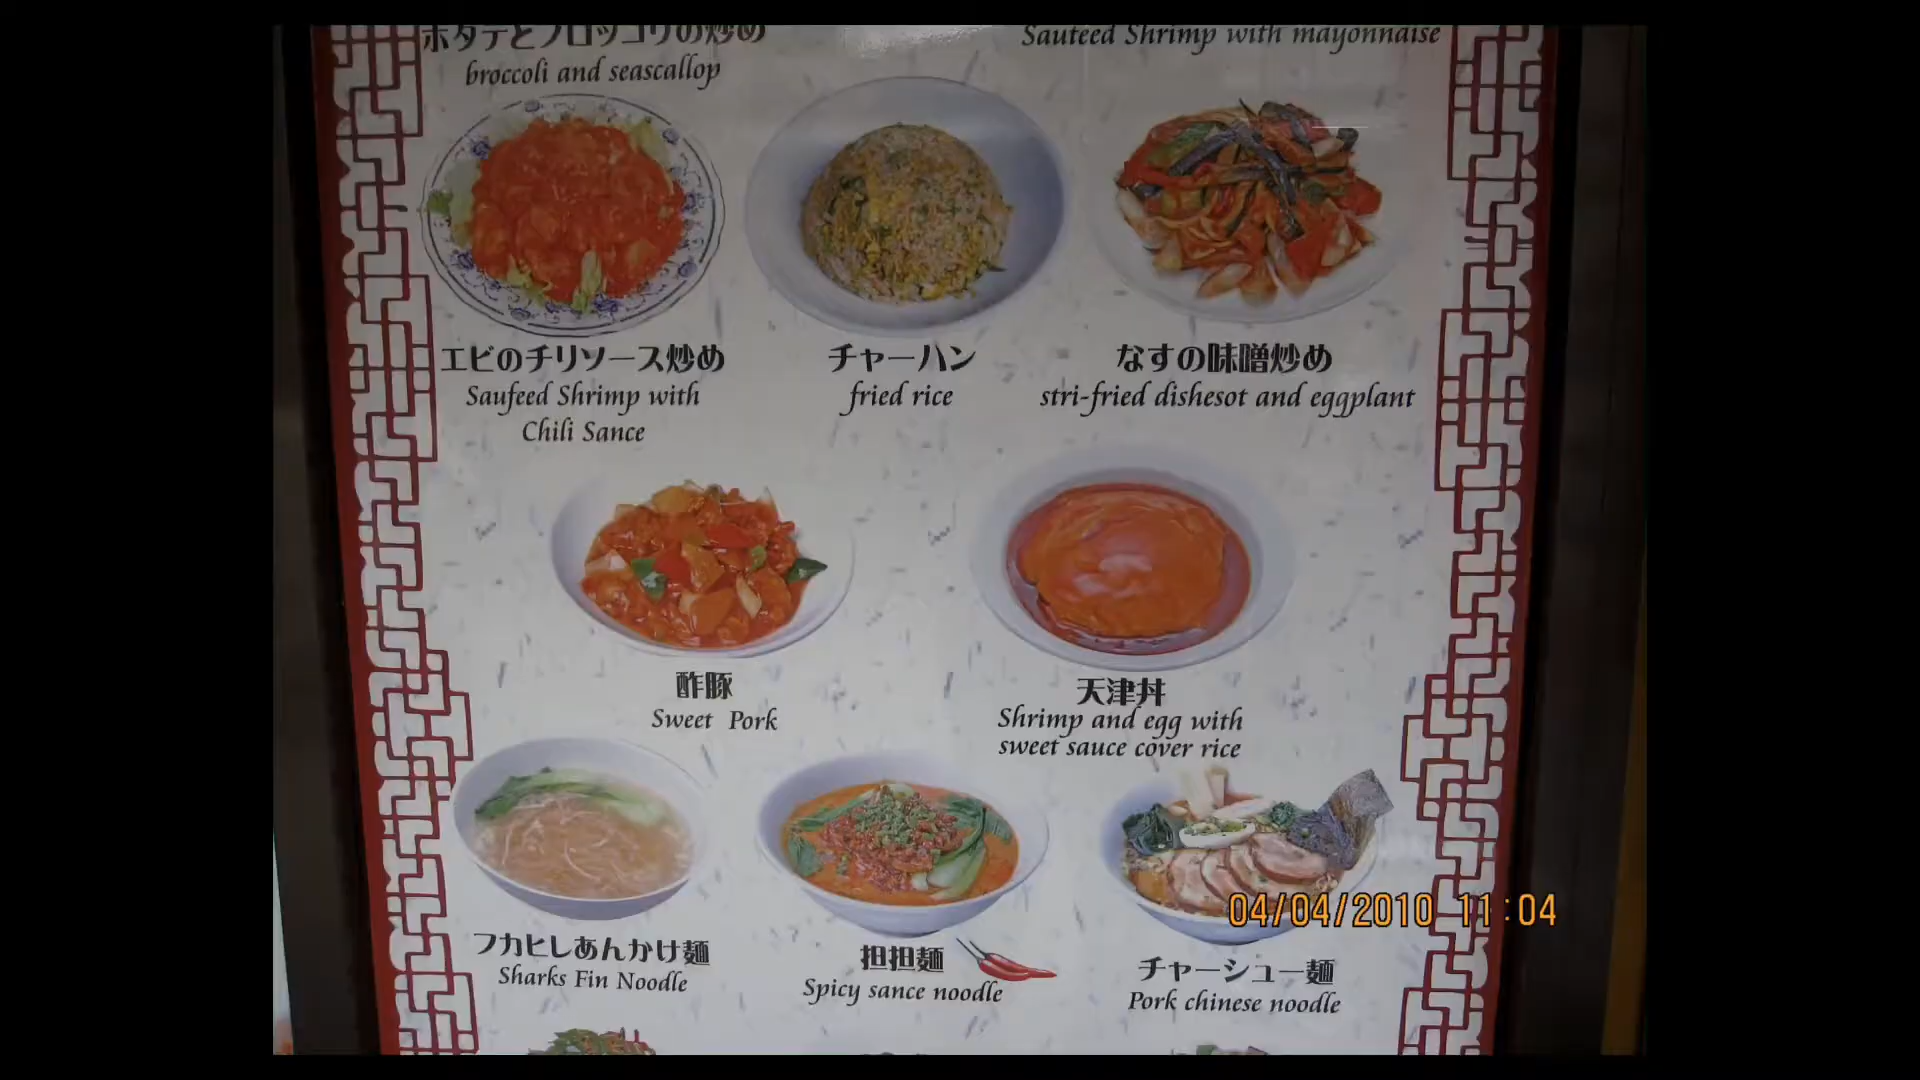 ホタテとブロッコリの炒め
broccoli and seascallop
Sauteed Shrimp with mayonnaise
エビのチリソース炒め
Saufeed Shrimp with
Chili Sance
チャーハン
fried rice
なすの味噌炒め
stri-fried dishesot and eggplant
酢豚
Sweet Pork
天津丼
Shrimp and egg with
sweet sauce cover rice
フカヒレあんかけ麺
Sharks Fin Noodle
担担麺
Spicy sance noodle
チャーシュー麺
Pork chinese noodle
04/04/2010 11:04